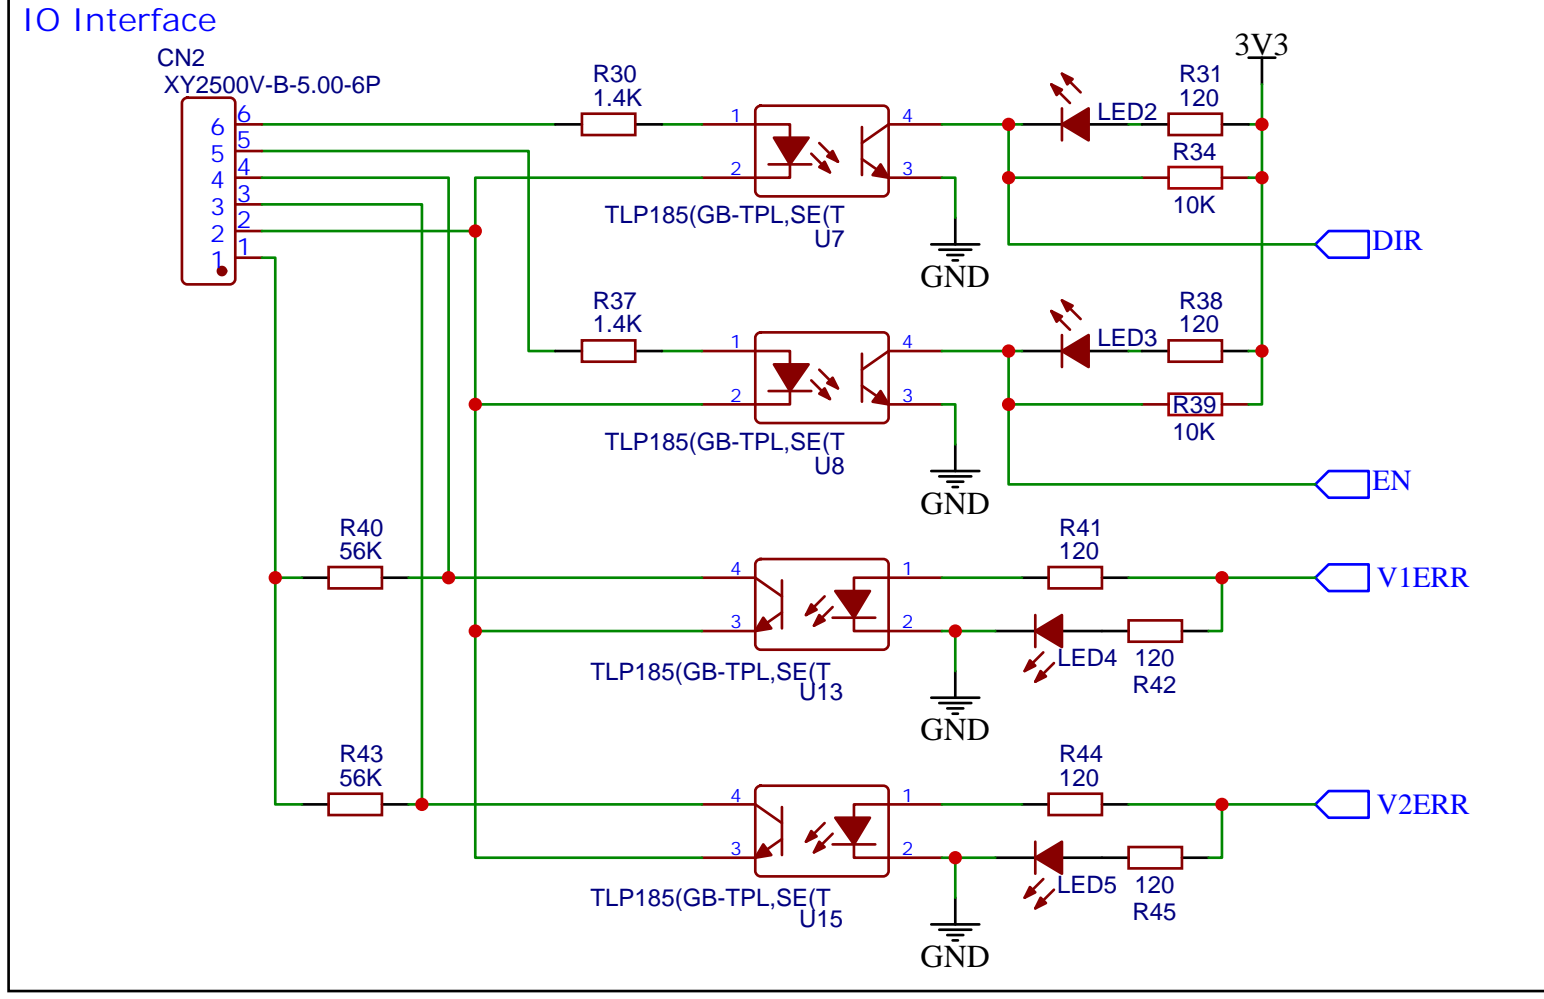 IO Interface
CN2
XY2500V-B-5.00-6P
6 6
5 5
4 4
3 3
2 2
1 1
R30
1.4K
1
2
4
3
TLP185(GB-TPL,SE(T
U7
GND
LED2
R31
120
R34
10K
3V3
DIR
R37
1.4K
1
2
4
3
TLP185(GB-TPL,SE(T
U8
GND
LED3
R38
120
R39
10K
EN
R40
56K
4
3
1
2
TLP185(GB-TPL,SE(T
U13
GND
R41
120
LED4
120
R42
V1ERR
R43
56K
4
3
1
2
TLP185(GB-TPL,SE(T
U15
GND
R44
120
LED5
120
R45
V2ERR